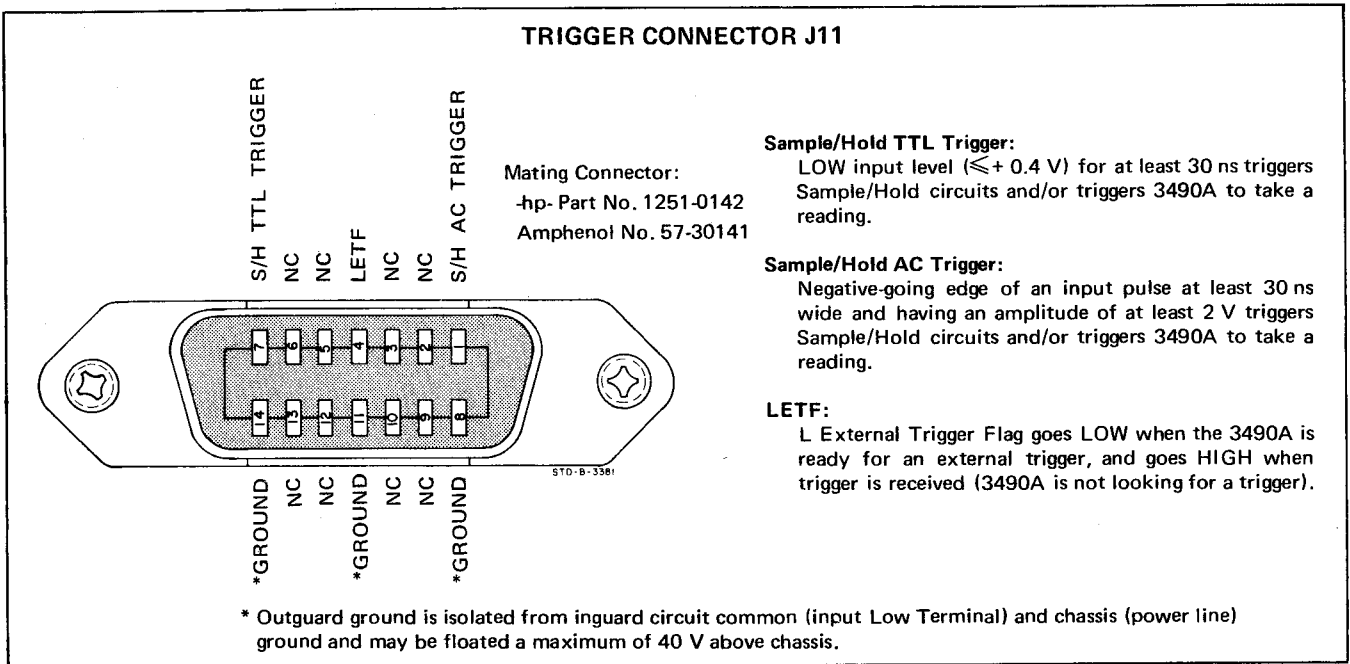 TRIGGER CONNECTOR J11
S/H TTL TRIGGER
NC
NC
LETF
NC
NC
S/H AC TRIGGER
Mating Connector:
-hp- Part No. 1251-0142
Amphenol No. 57-30141
7
6
5
4
3
2
1
14
13
12
11
10
9
8
STD-B-3381
*GROUND
NC
NC
*GROUND
NC
NC
*GROUND
Sample/Hold TTL Trigger:
LOW input level (≤+ 0.4 V) for at least 30 ns triggers
Sample/Hold circuits and/or triggers 3490A to take a
reading.
Sample/Hold AC Trigger:
Negative-going edge of an input pulse at least 30 ns
wide and having an amplitude of at least 2 V triggers
Sample/Hold circuits and/or triggers 3490A to take a
reading.
LETF:
L External Trigger Flag goes LOW when the 3490A is
ready for an external trigger, and goes HIGH when
trigger is received (3490A is not looking for a trigger).
* Outguard ground is isolated from inguard circuit common (input Low Terminal) and chassis (power line)
ground and may be floated a maximum of 40 V above chassis.